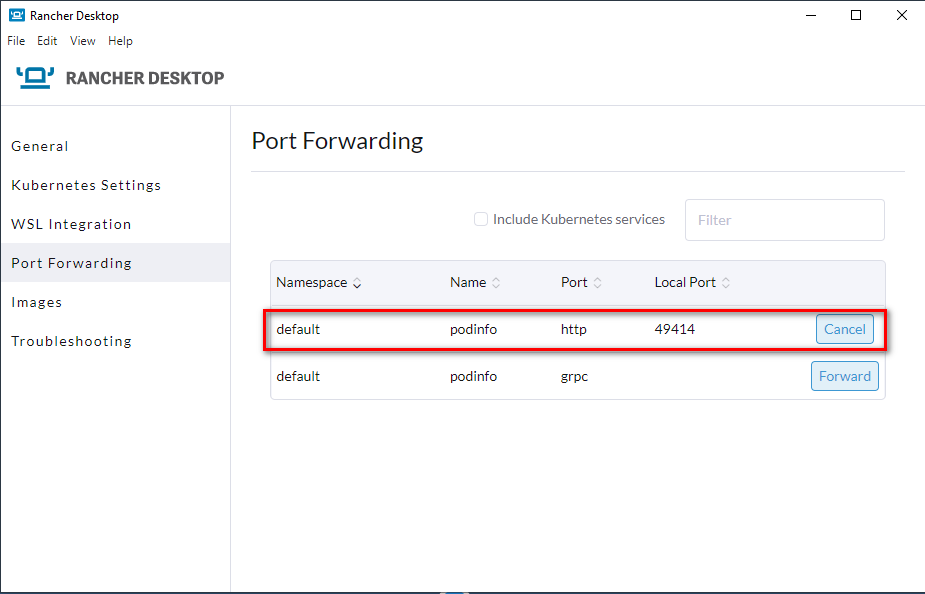 Rancher Desktop
File Edit View Help
RANCHER DESKTOP
General
Kubernetes Settings
WSL Integration
Port Forwarding
Images
Troubleshooting
Port Forwarding
Include Kubernetes services Filter
Namespace Name Port Local Port
default podinfo http 49414 Cancel
default podinfo grpc Forward